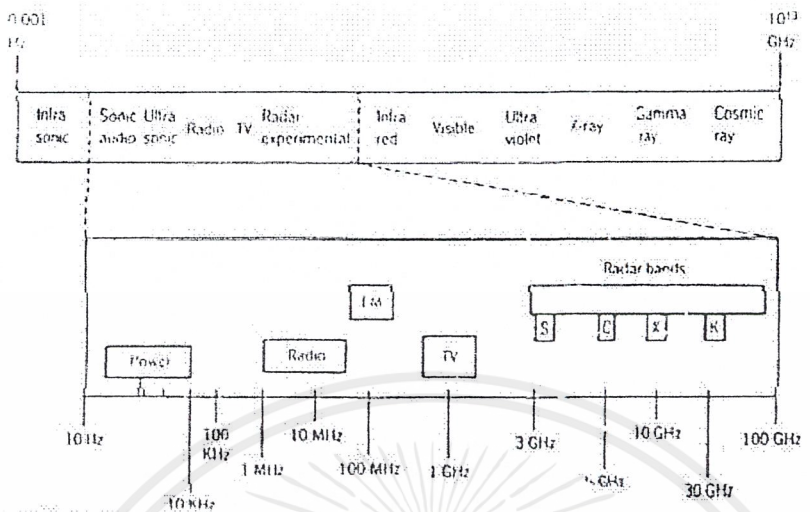 0.001
Hz
10¹³
GHz
Infra
sonic
Sonic
audio
Ultra
sonic
Radio
TV
Radar
experimental
Infra
red
Visible
Ultra
violet
X-ray
Gamma
ray
Cosmic
ray
Radar bands
FM
S
C
X
K
Power
Radio
TV
10 Hz
10 KHz
100
KHz
1 MHz
10 MHz
100 MHz
1 GHz
3 GHz
GHz
10 GHz
30 GHz
100 GHz